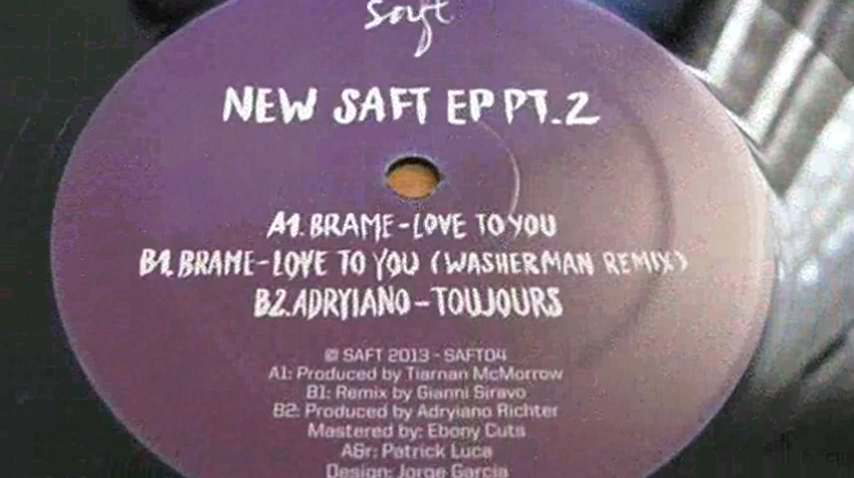 Saft
NEW SAFT EP PT.2
A1. BRAME - LOVE TO YOU
B1. BRAME - LOVE TO YOU (WASHERMAN REMIX)
B2. ADRYIANO - TOUJOURS
℗ SAFT 2013 - SAFT04
A1: Produced by Tiarnan McMorrow
B1: Remix by Gianni Siravo
B2: Produced by Adryiano Richter
Mastered by: Ebony Cuts
A&r: Patrick Luca
Design: Jorge Garcia